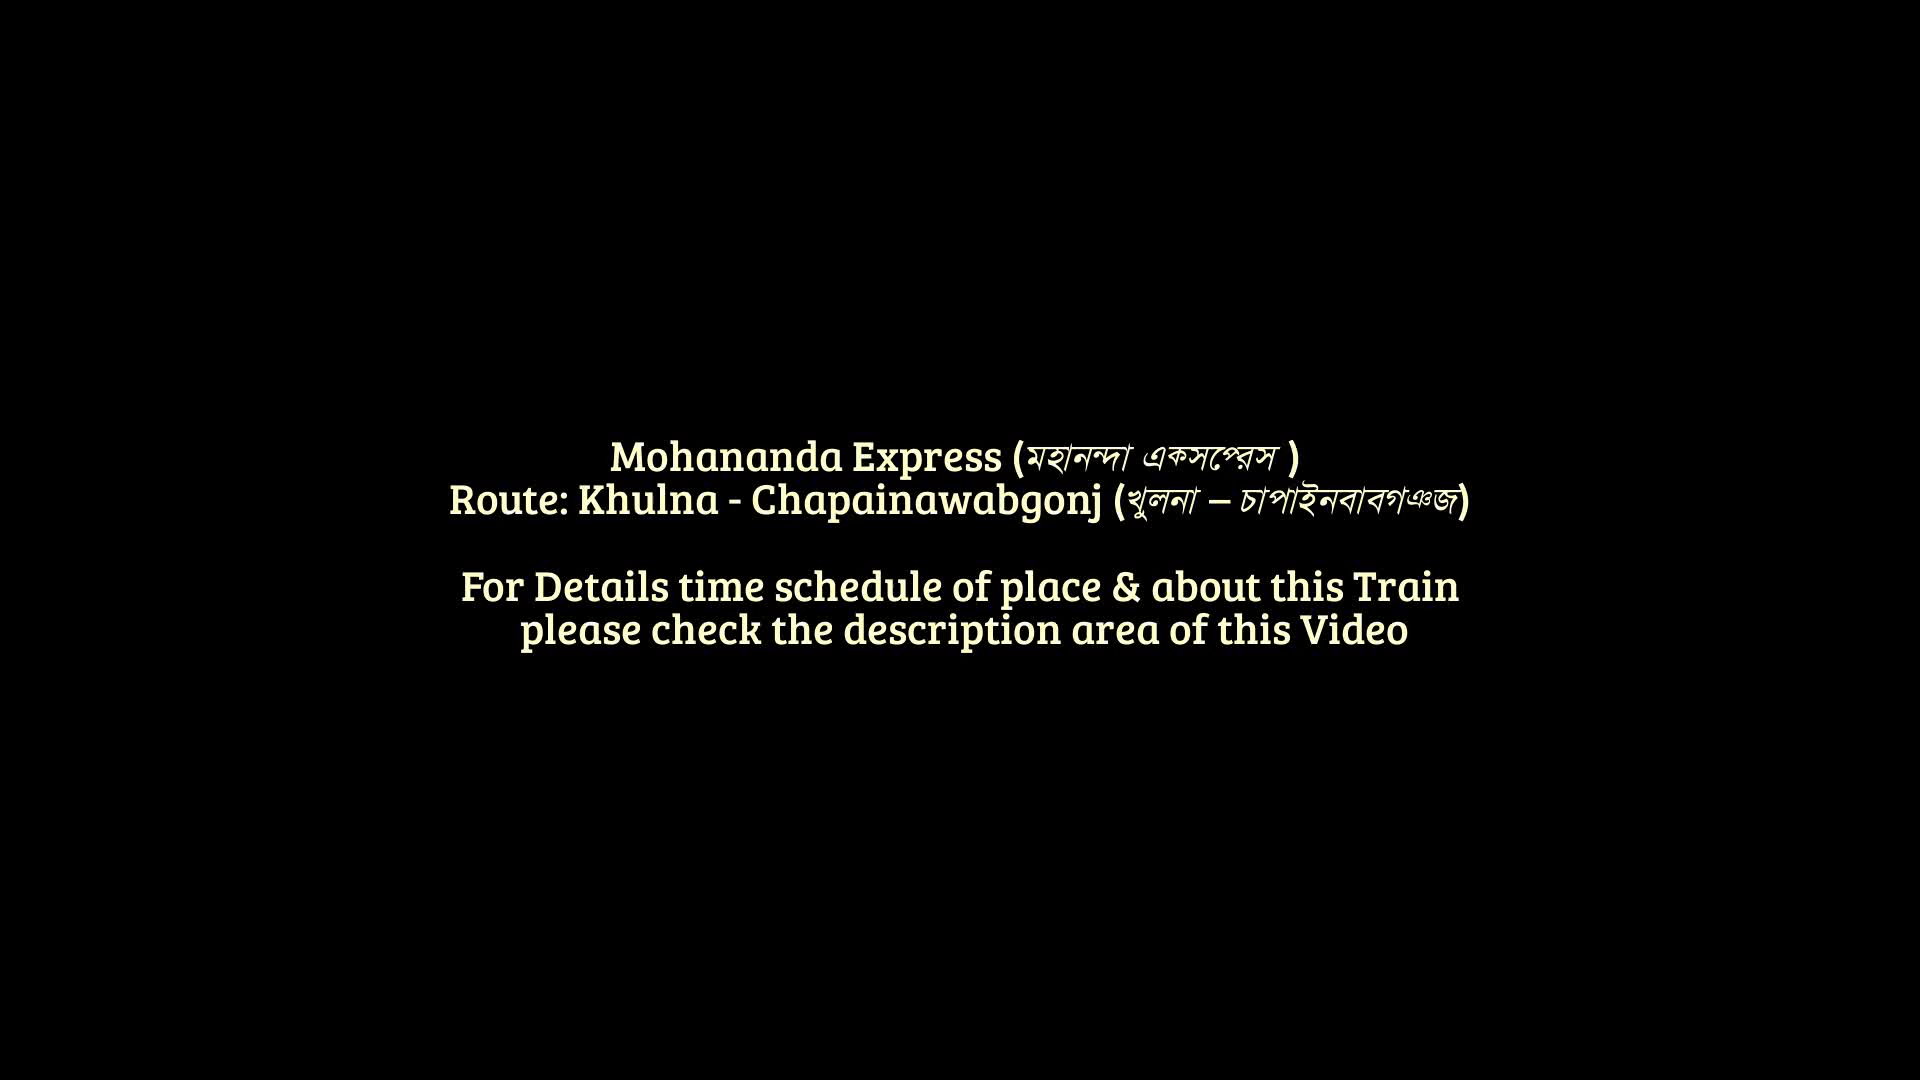 Mohananda Express (মহানন্দা একসপ্রেস )
Route: Khulna - Chapainawabgonj (খুলনা – চাপাইনবাবগঞজ)
For Details time schedule of place & about this Train
please check the description area of this Video